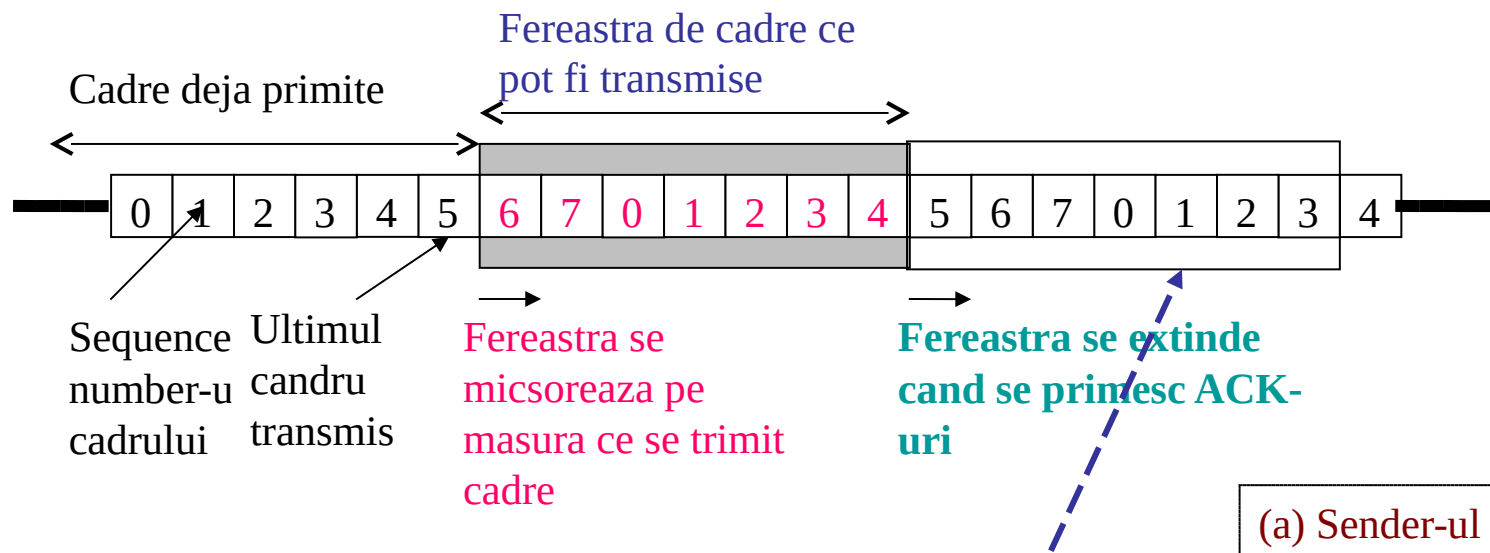 Fereastra de cadre ce
pot fi transmise
Cadre deja primite
0 1 2 3 4 5 6 7 0 1 2 3 4 5 6 7 0 1 2 3 4
Sequence
number-u
cadrului
Ultimul
candru
transmis
Fereastra se
micsoreaza pe
masura ce se trimit
cadre
Fereastra se extinde
cand se primesc ACK-
uri
(a) Sender-ul